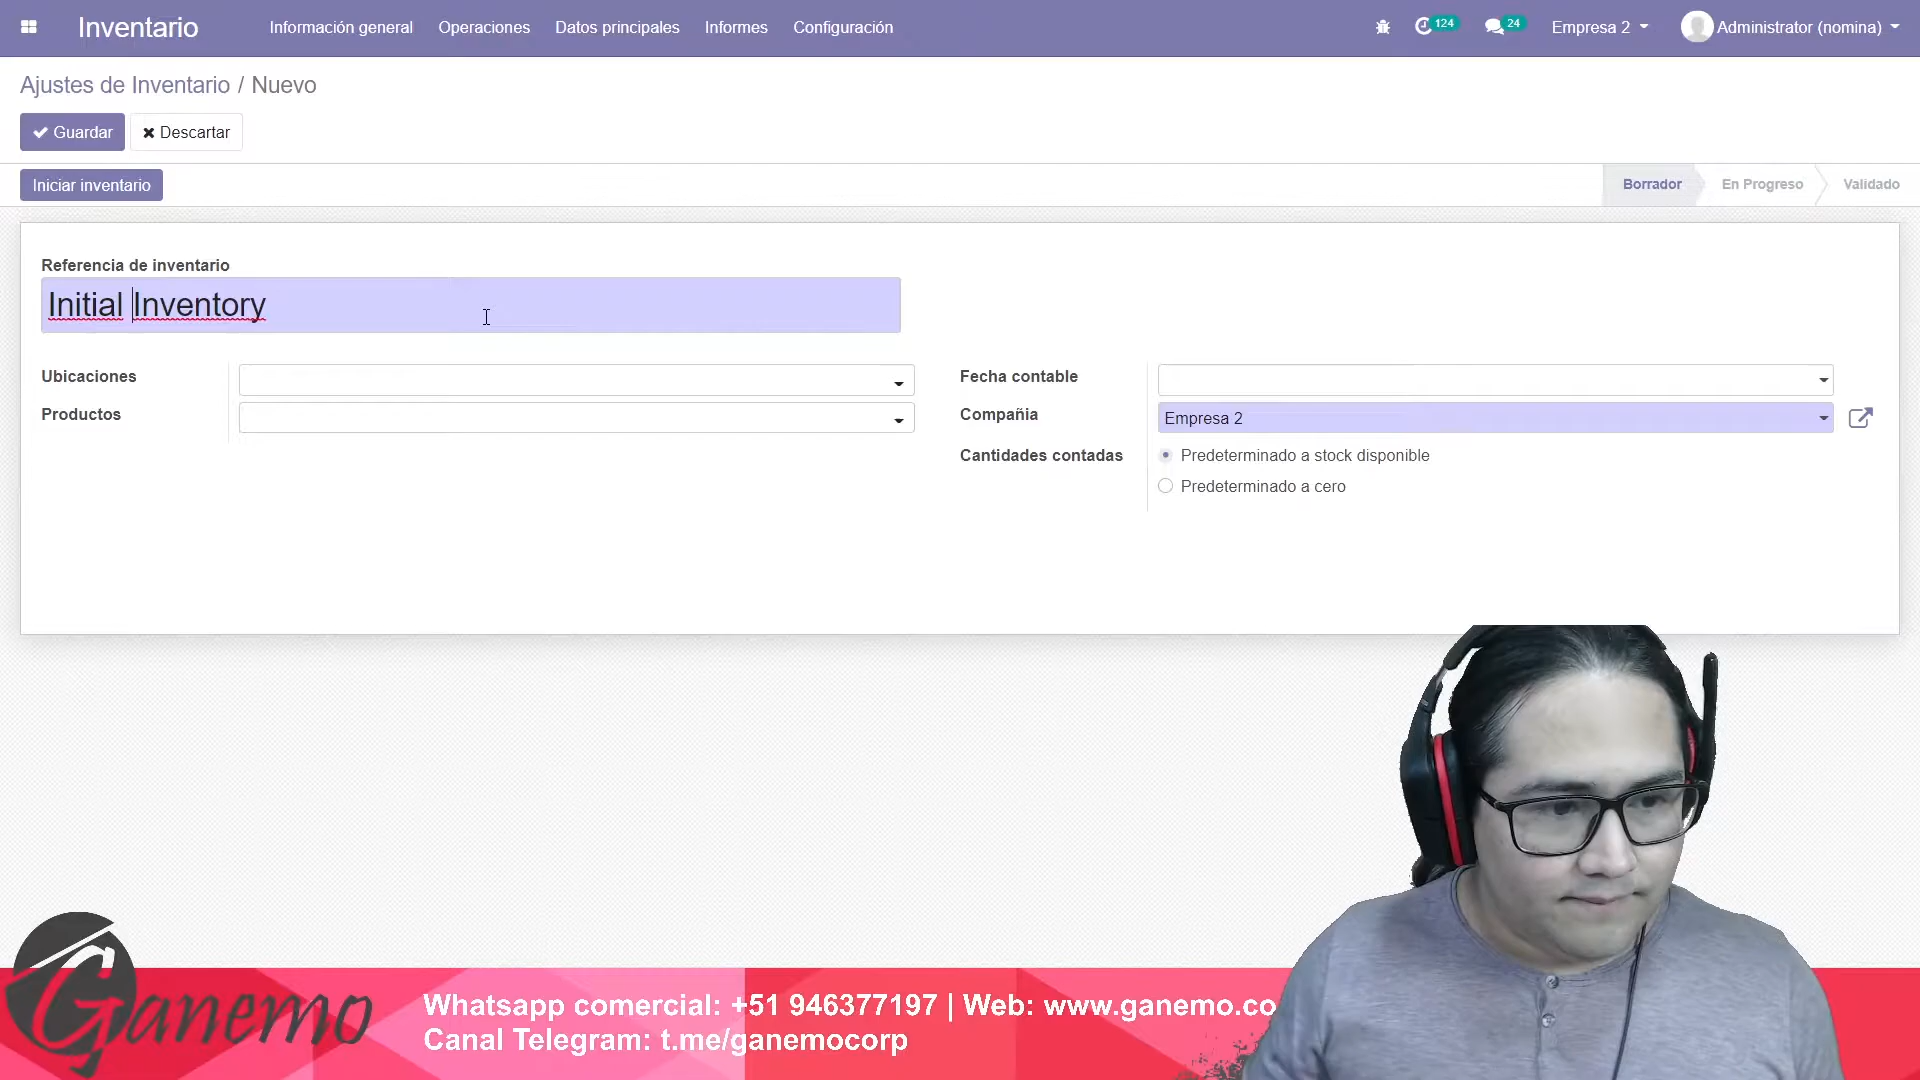 Inventario
Información general
Operaciones
Datos principales
Informes
Configuración
124
24
Empresa 2
Administrator (nomina)
Ajustes de Inventario / Nuevo
Guardar
Descartar
Iniciar inventario
Borrador
En Progreso
Validado
Referencia de inventario
Initial Inventory
Ubicaciones
Productos
Fecha contable
Compañia
Empresa 2
Cantidades contadas
Predeterminado a stock disponible
Predeterminado a cero
Ganemo
Whatsapp comercial: +51 946377197 | Web: www.ganemo.co
Canal Telegram: t.me/ganemocorp